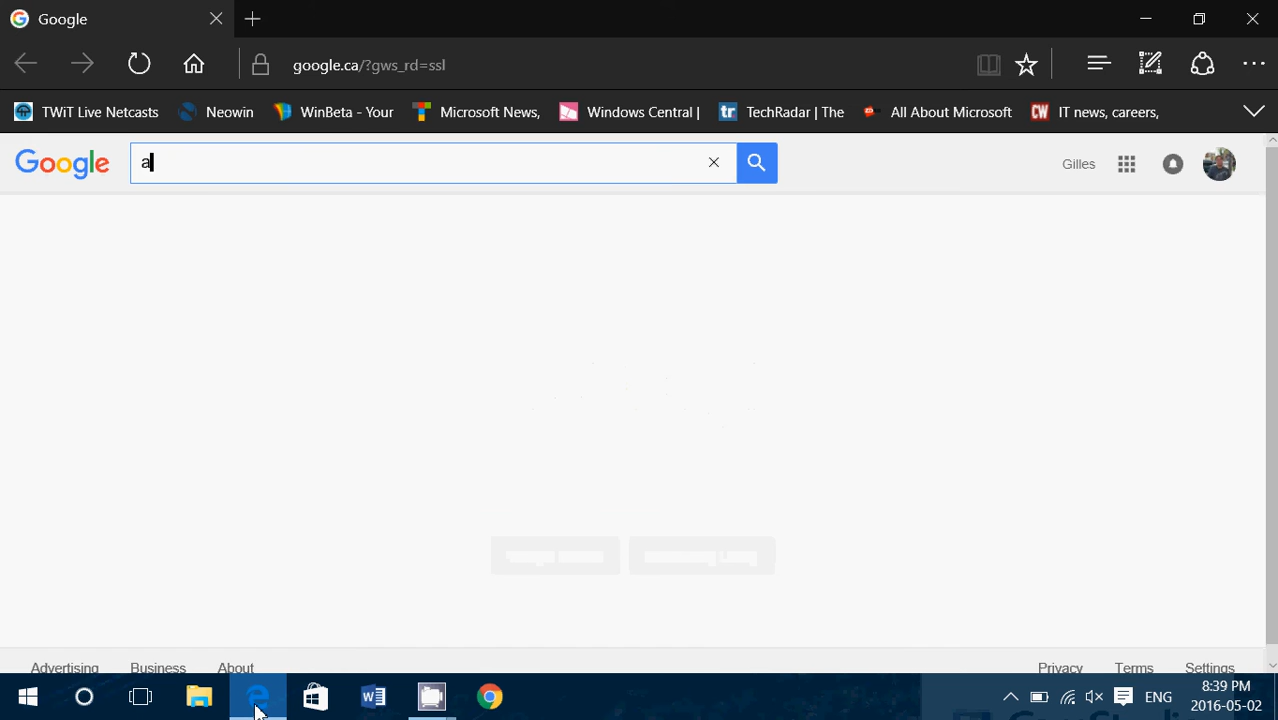 Google
google.ca/?gws_rd=ssl
TWiT Live Netcasts Neowin WinBeta - Your Microsoft News, Windows Central | TechRadar | The All About Microsoft IT news, careers,
Google a Gilles
Advertising Business About Privacy Terms Settings
ENG 8:39 PM
2016-05-02